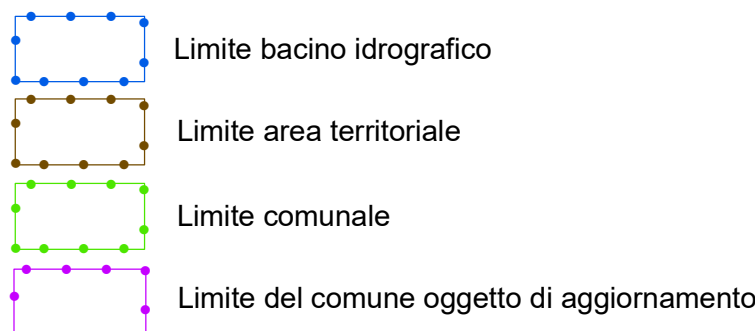 Limite bacino idrografico
Limite area territoriale
Limite comunale
Limite del comune oggetto di aggiornamento